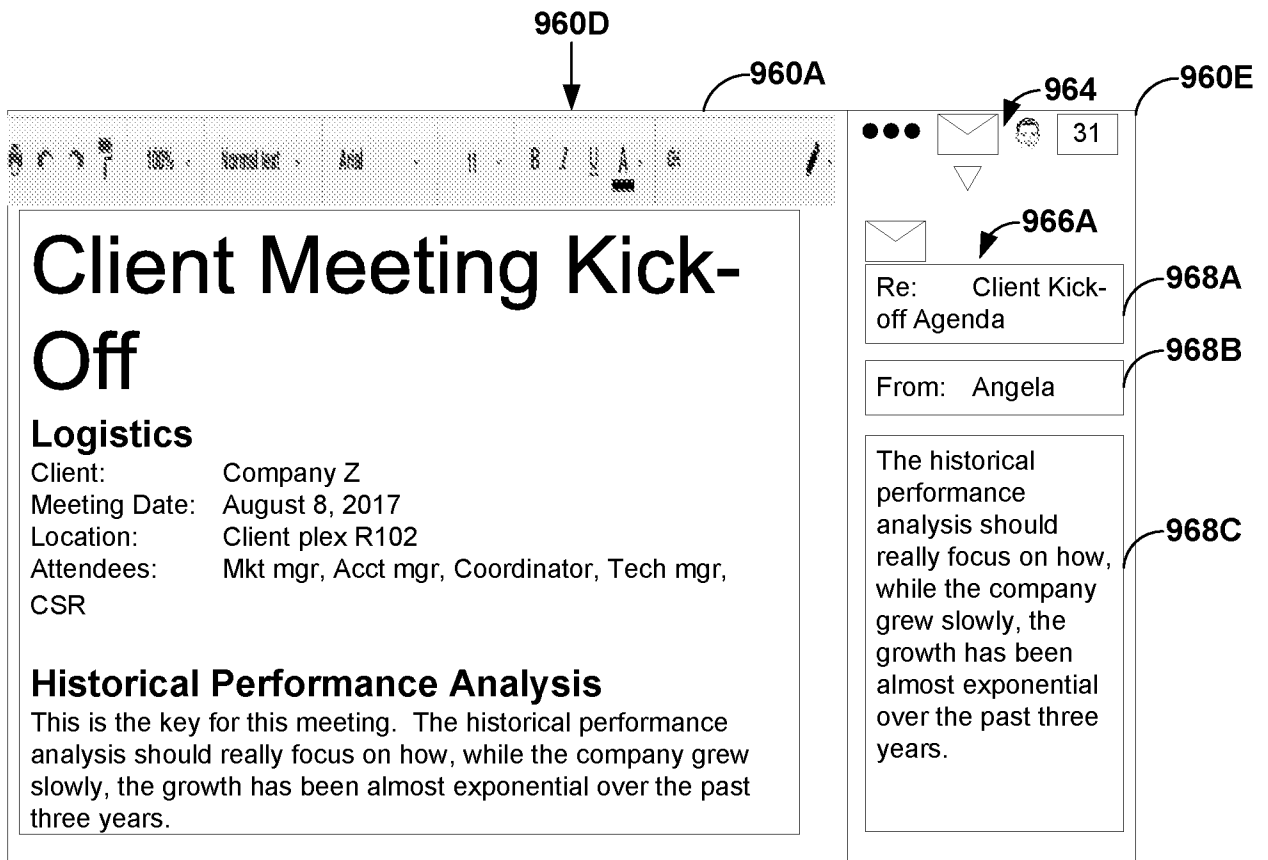 960D
960A
964
960E
31
100% Normal text Arial 11 B I U A
966A
Client Meeting Kick-
Off
Logistics
Client: Company Z
Meeting Date: August 8, 2017
Location: Client plex R102
Attendees: Mkt mgr, Acct mgr, Coordinator, Tech mgr,
CSR
Historical Performance Analysis
This is the key for this meeting. The historical performance
analysis should really focus on how, while the company grew
slowly, the growth has been almost exponential over the past
three years.
Re: Client Kick-
off Agenda
968A
From: Angela
968B
The historical
performance
analysis should
really focus on how,
while the company
grew slowly, the
growth has been
almost exponential
over the past three
years.
968C